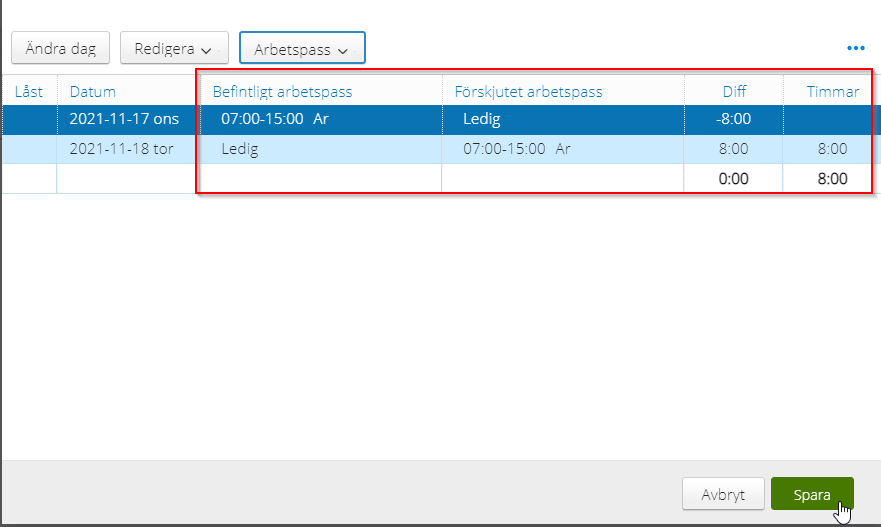 Ändra dag Redigera Arbetspass
Låst Datum Befintligt arbetspass Förskjutet arbetspass Diff Timmar
2021-11-17 ons 07:00-15:00 Ar Ledig -8:00
2021-11-18 tor Ledig 07:00-15:00 Ar 8:00 8:00
0:00 8:00
Avbryt Spara